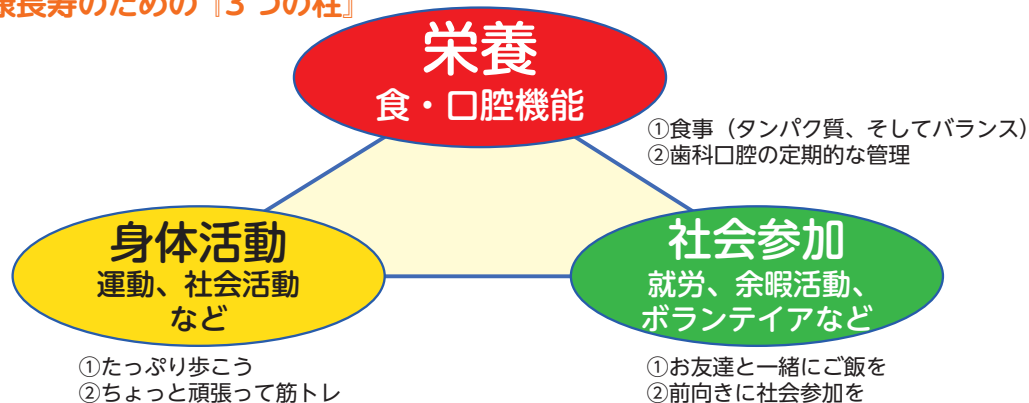 康長寿のための『3つの柱』
栄養
食・口腔機能
①食事（タンパク質、そしてバランス）
②歯科口腔の定期的な管理
身体活動
運動、社会活動
など
①たっぷり歩こう
②ちょっと頑張って筋トレ
社会参加
就労、余暇活動、
ボランテイアなど
①お友達と一緒にご飯を
②前向きに社会参加を